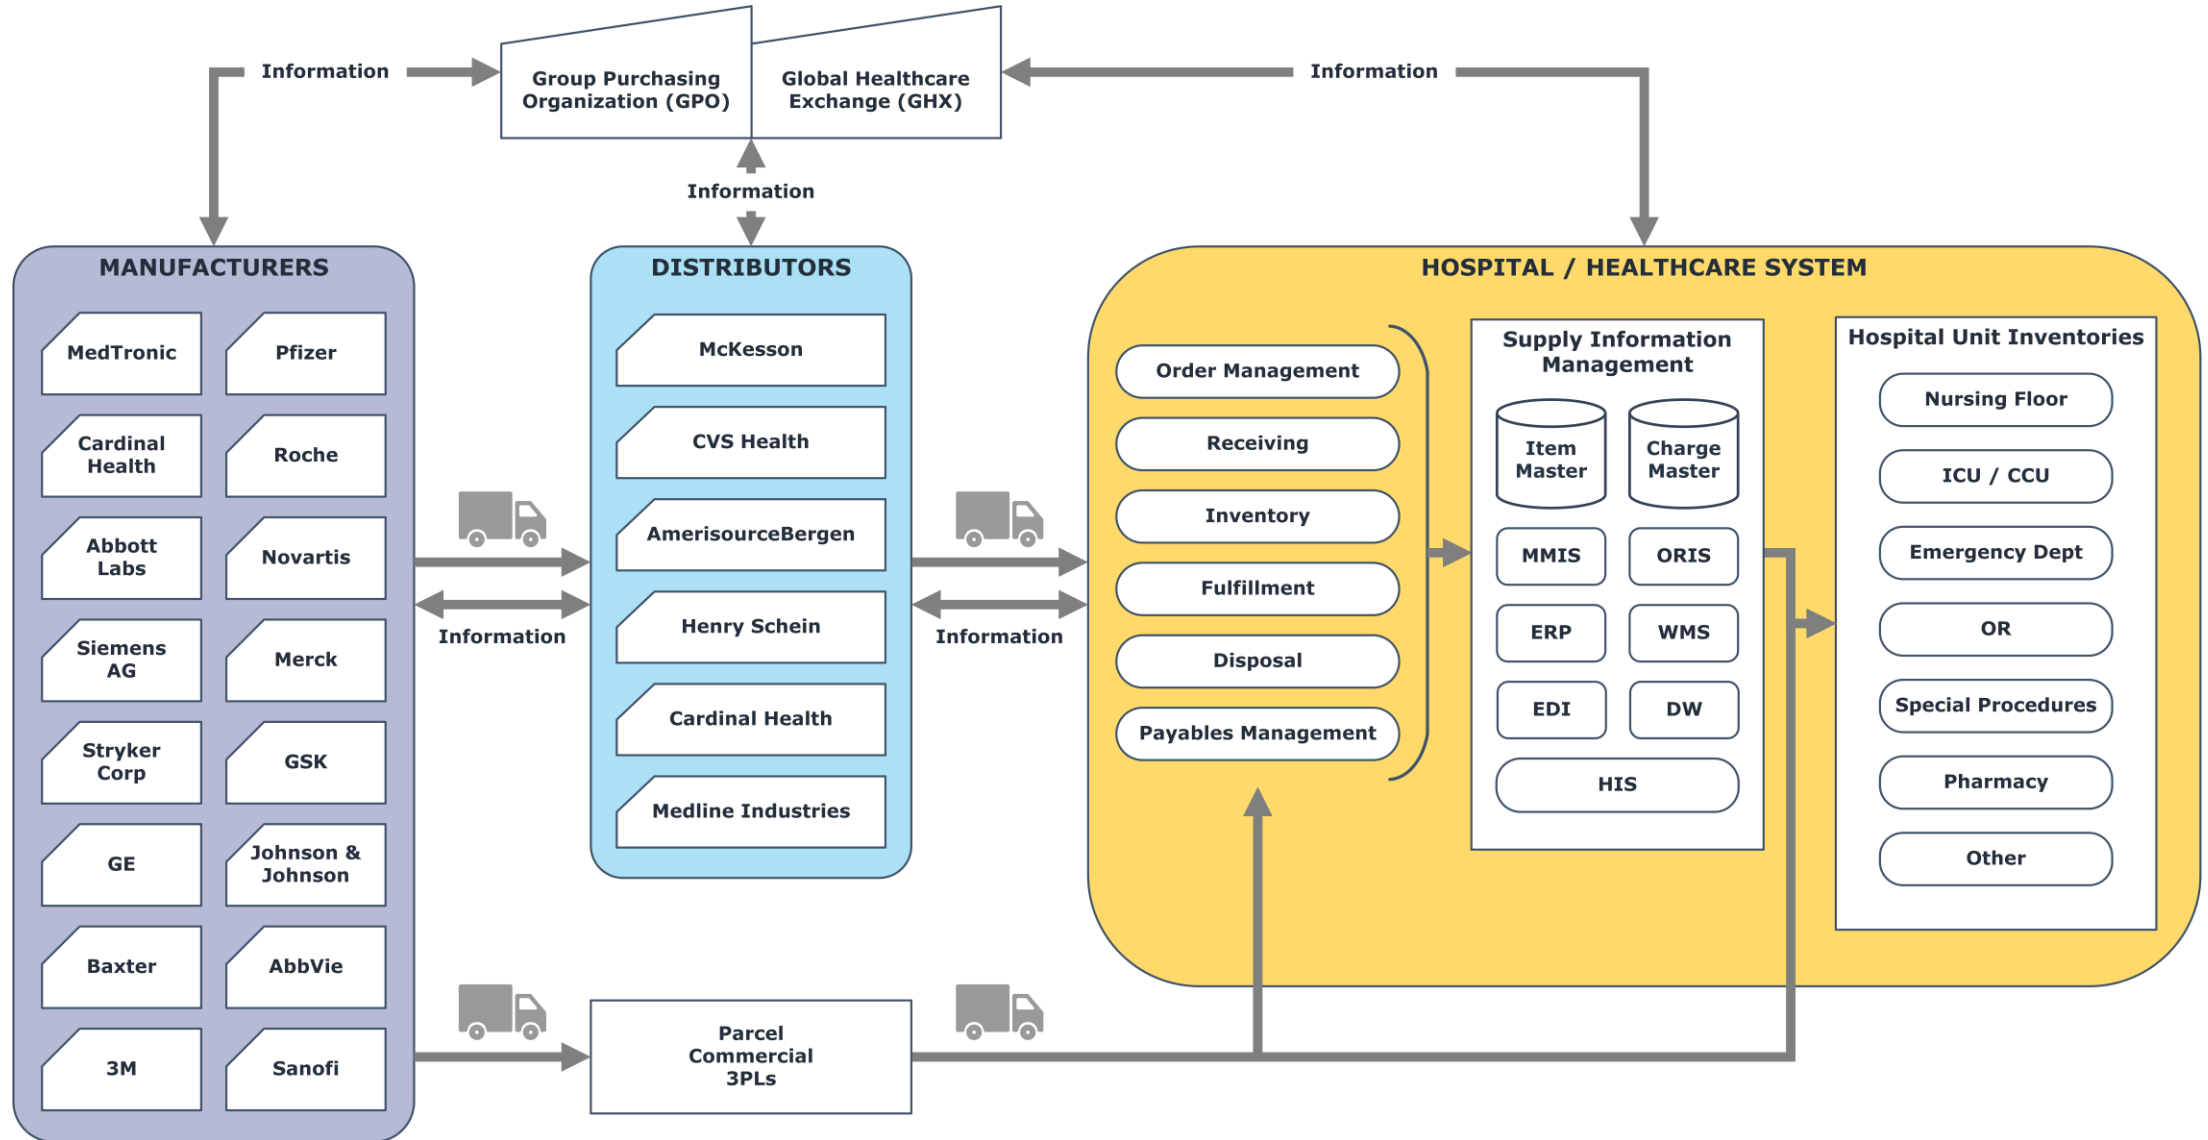 Information
Group Purchasing
Organization (GPO)
Global Healthcare
Exchange (GHX)
Information
Information
MANUFACTURERS
MedTronic
Pfizer
Cardinal
Health
Roche
Abbott
Labs
Novartis
Siemens
AG
Merck
Stryker
Corp
GSK
GE
Johnson &
Johnson
Baxter
AbbVie
3M
Sanofi
Information
DISTRIBUTORS
McKesson
CVS Health
AmerisourceBergen
Henry Schein
Cardinal Health
Medline Industries
Parcel
Commercial
3PLs
Information
HOSPITAL / HEALTHCARE SYSTEM
Order Management
Receiving
Inventory
Fulfillment
Disposal
Payables Management
Supply Information
Management
Item
Master
Charge
Master
MMIS
ORIS
ERP
WMS
EDI
DW
HIS
Hospital Unit Inventories
Nursing Floor
ICU / CCU
Emergency Dept
OR
Special Procedures
Pharmacy
Other